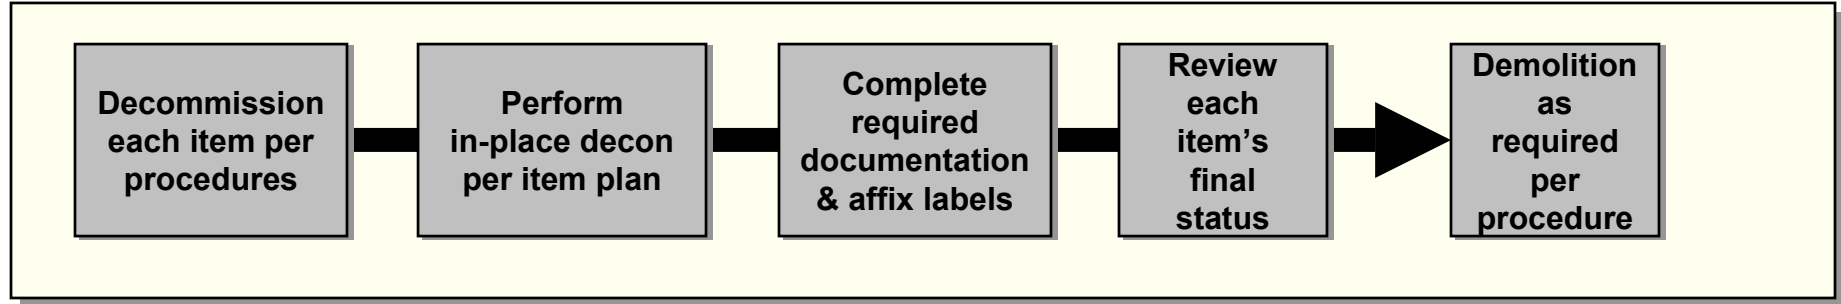 Decommission
each item per
procedures
Perform
in-place decon
per item plan
Complete
required
documentation
& affix labels
Review
each
item’s
final
status
Demolition
as
required
per
procedure